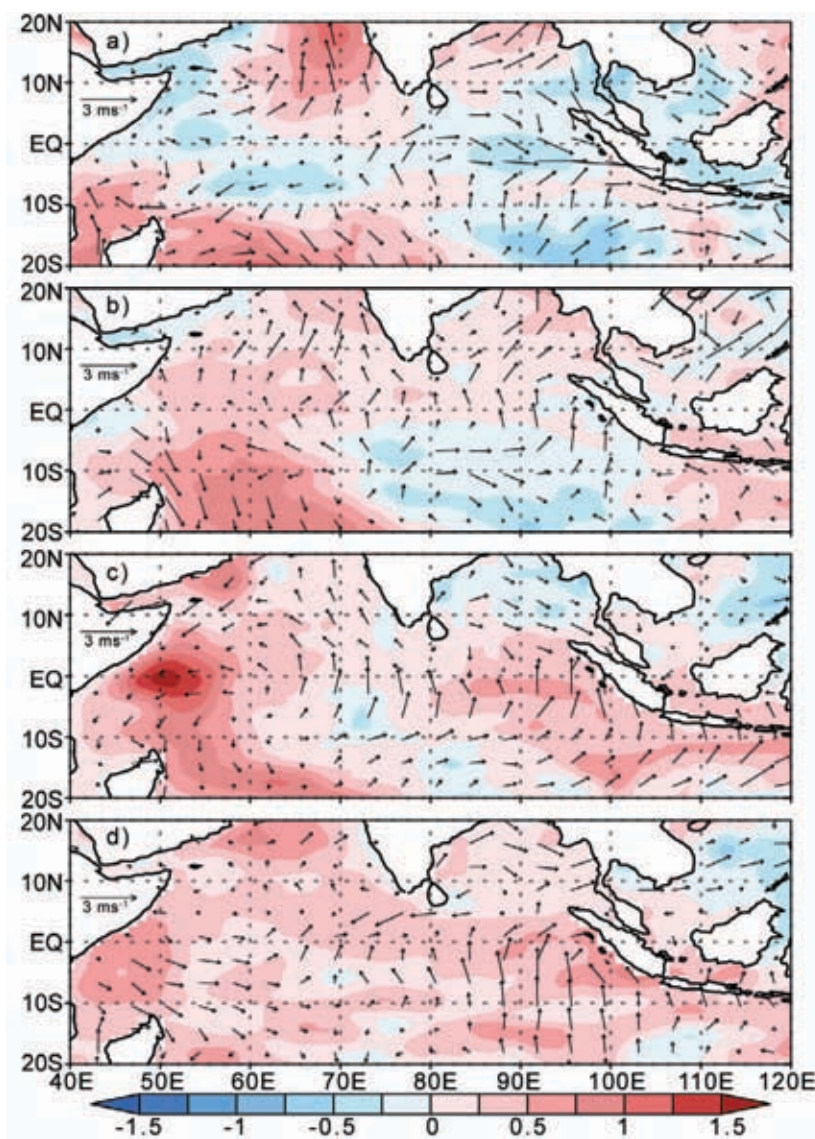 20N
a)
10N
3 ms⁻¹
EQ
10S
20S
20N
b)
10N
3 ms⁻¹
EQ
10S
20S
20N
c)
10N
3 ms⁻¹
EQ
10S
20S
20N
d)
10N
3 ms⁻¹
EQ
10S
20S
40E 50E 60E 70E 80E 90E 100E 110E 120E
-1.5 -1 -0.5 0 0.5 1 1.5